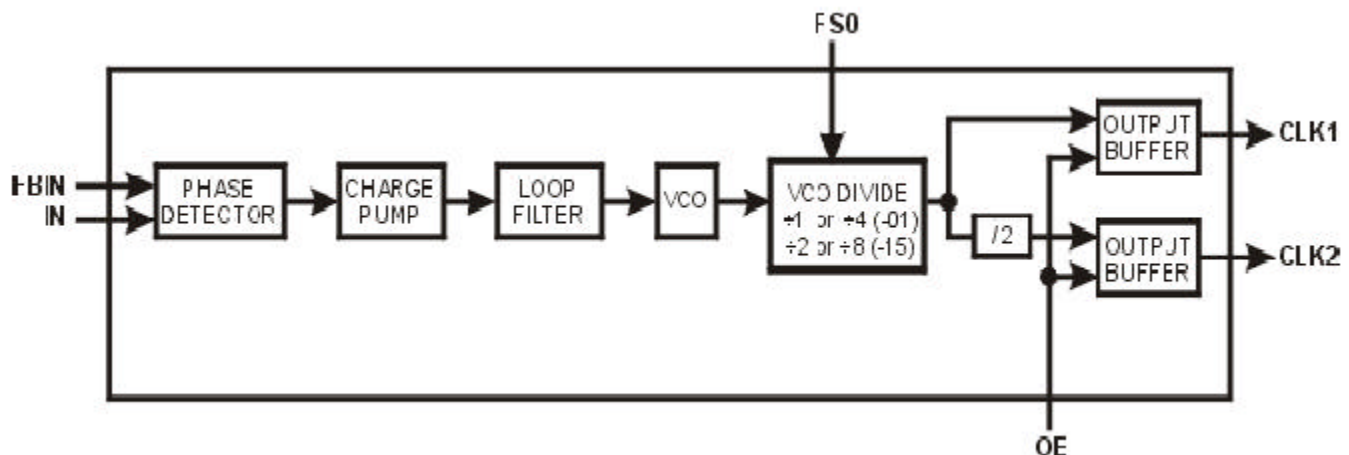 FS0
FBIN
IN
PHASE
DETECTOR
CHARGE
PUMP
LOOP
FILTER
VCO
VCO DIVIDE
÷1 or ÷4 (-01)
÷2 or ÷8 (-15)
/2
OUTPUT
BUFFER
CLK1
OUTPUT
BUFFER
CLK2
OE